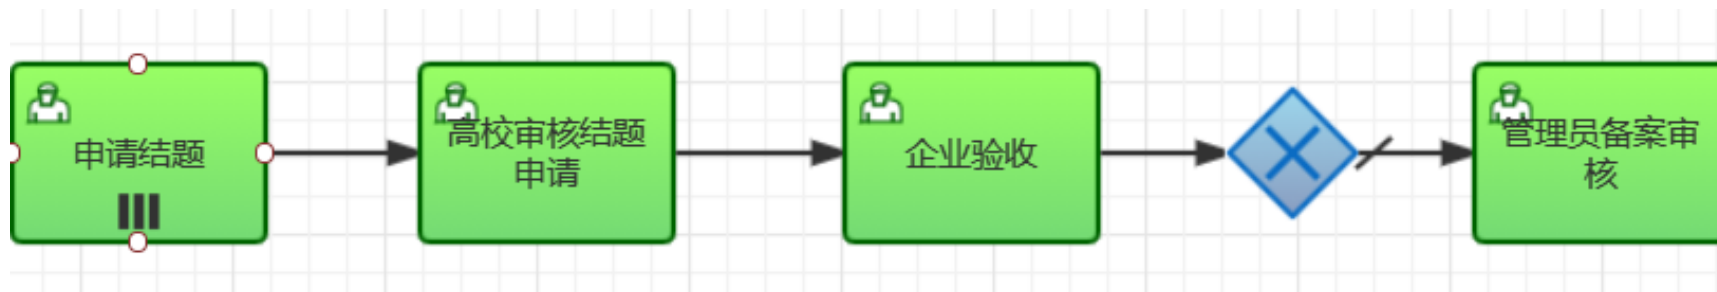 申请结题
高校审核结题
申请
企业验收
管理员备案审
核